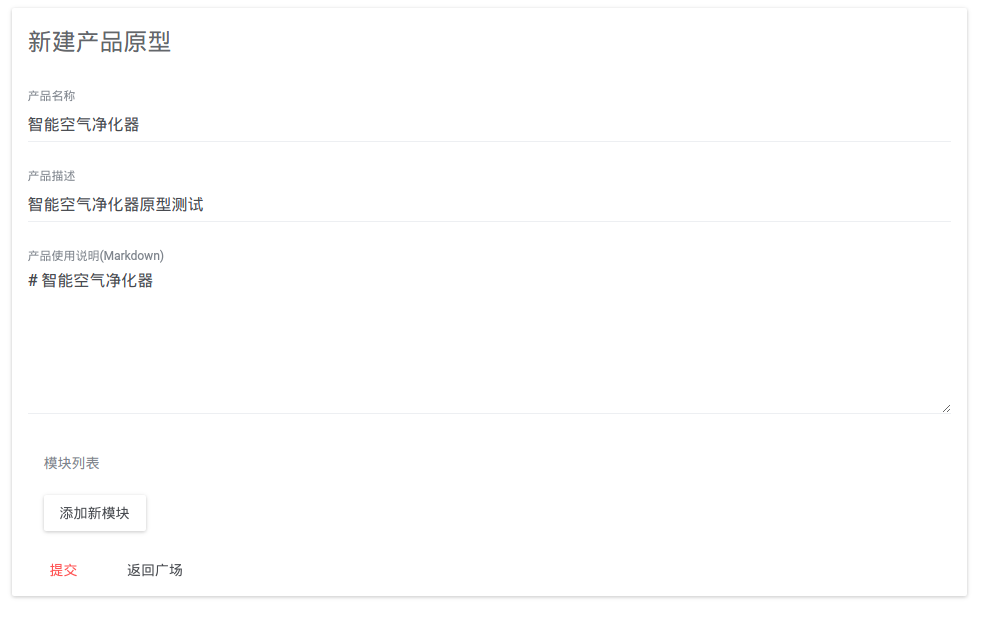 新建产品原型
产品名称
智能空气净化器
产品描述
智能空气净化器原型测试
产品使用说明(Markdown)
# 智能空气净化器
模块列表
添加新模块
提交 返回广场